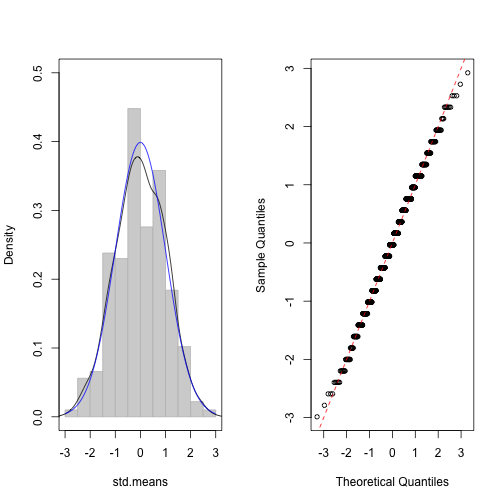 Density
0.0 0.1 0.2 0.3 0.4 0.5
-3 -2 -1 0 1 2 3
std.means
Sample Quantiles
-3 -2 -1 0 1 2 3
-3 -2 -1 0 1 2 3
Theoretical Quantiles